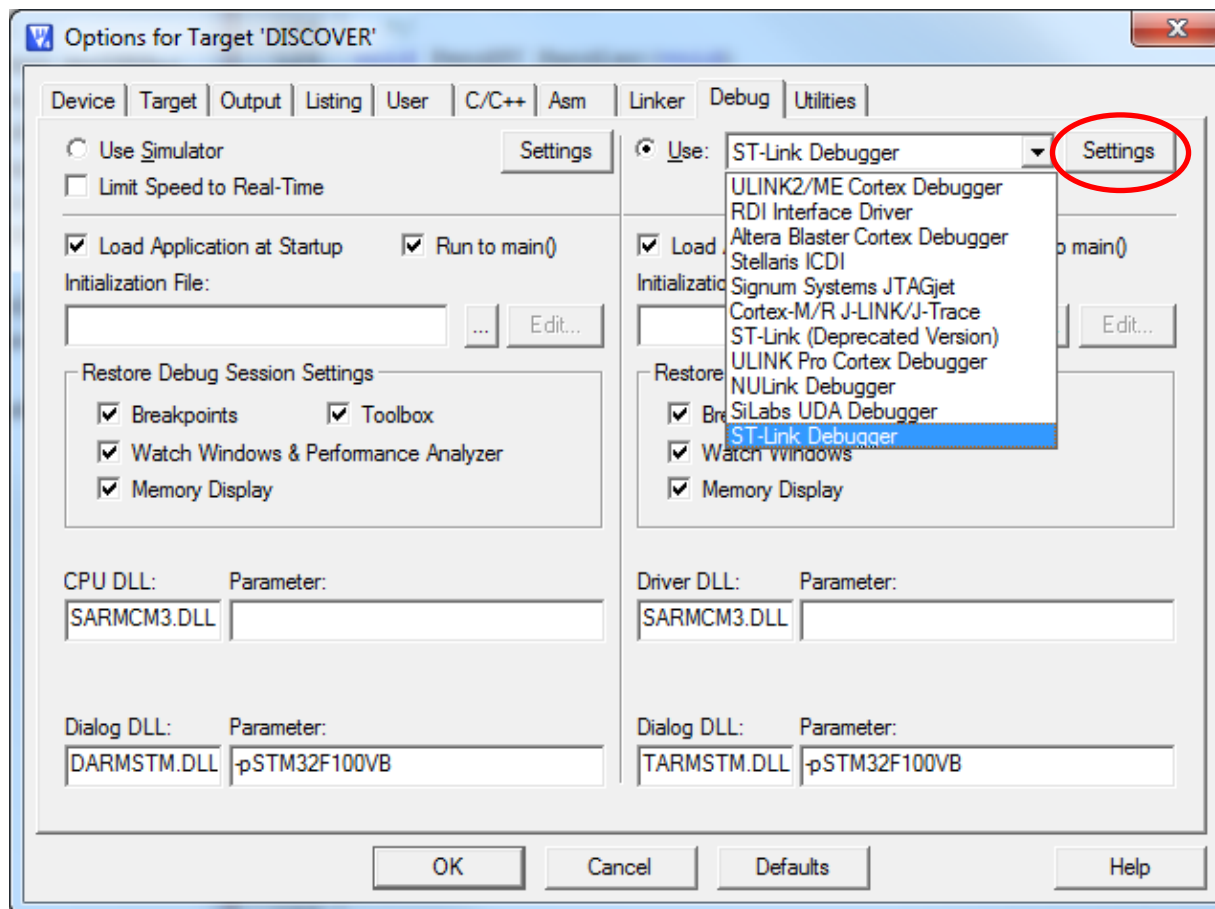 Options for Target 'DISCOVER'
Device Target Output Listing User C/C++ Asm Linker Debug Utilities
Use Simulator Settings
Limit Speed to Real-Time
Use: ST-Link Debugger Settings
ULINK2/ME Cortex Debugger
RDI Interface Driver
Altera Blaster Cortex Debugger
Stellaris ICDI
Signum Systems JTAGjet
Cortex-M/R J-LINK/J-Trace
ST-Link (Deprecated Version)
ULINK Pro Cortex Debugger
NULink Debugger
SiLabs UDA Debugger
ST-Link Debugger
Load Application at Startup Run to main()
Initialization File:
... Edit...
Restore Debug Session Settings
Breakpoints Toolbox
Watch Windows & Performance Analyzer
Memory Display
CPU DLL: Parameter:
SARMCM3.DLL
Dialog DLL: Parameter:
DARMSTM.DLL -pSTM32F100VB
Load main()
Edit...
Restore
Watch Windows
Memory Display
Driver DLL: Parameter:
SARMCM3.DLL
Dialog DLL: Parameter:
TARMSTM.DLL -pSTM32F100VB
OK Cancel Defaults Help